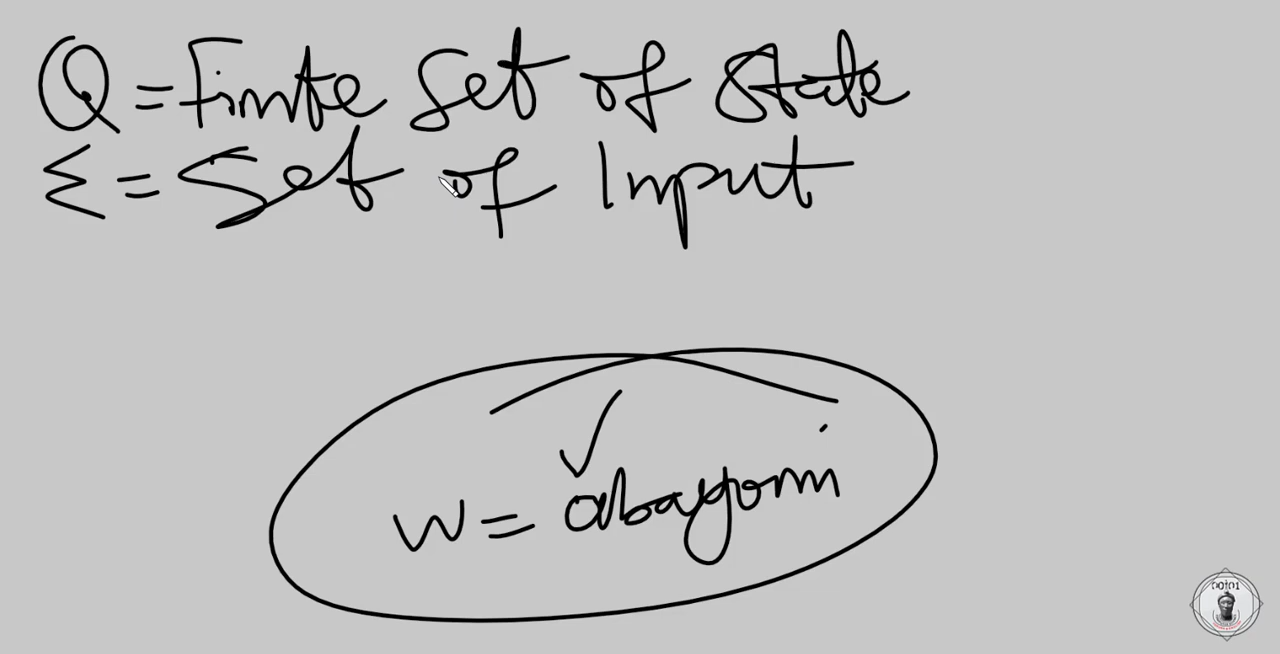 Q = Finite Set of State
Σ = Set of Input
w = abayomi